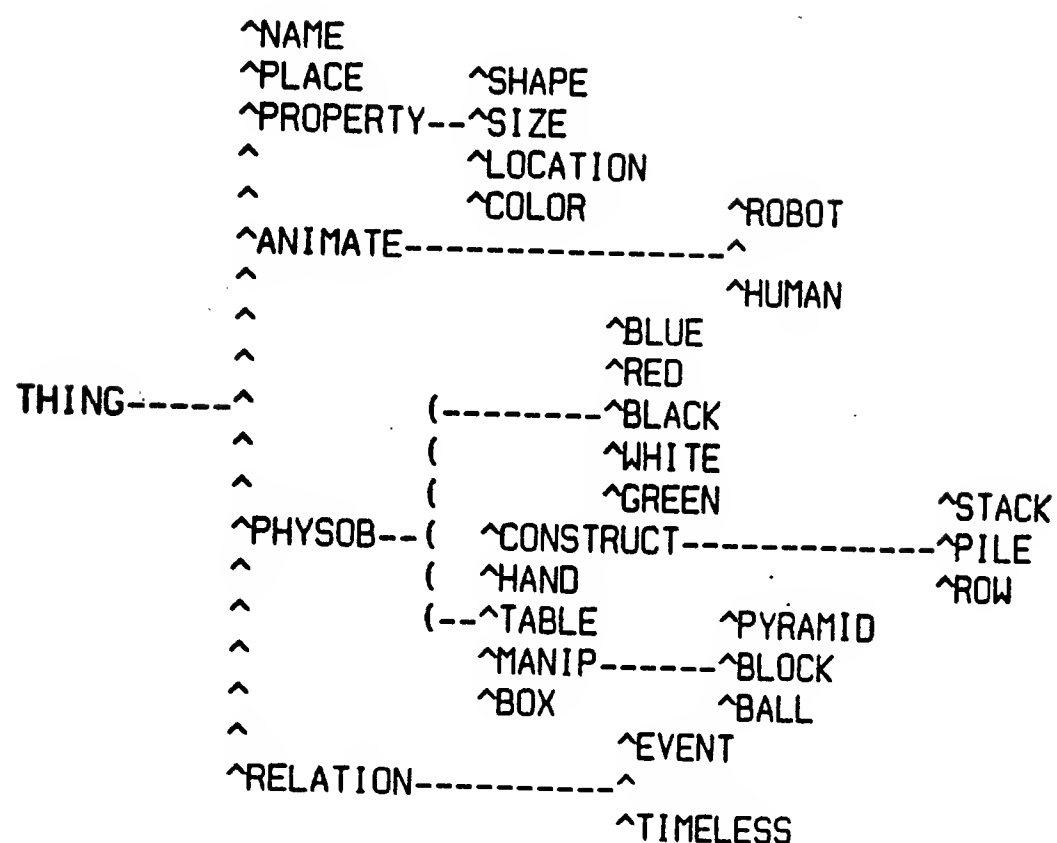 ^NAME
^PLACE ^SHAPE
^PROPERTY--^SIZE
^ ^LOCATION
^ ^COLOR ^ROBOT
^ANIMATE----------------^
^ ^HUMAN
^ ^BLUE
^ ^RED
THING-----^ (--------^BLACK
^ ( ^WHITE
^ ( ^GREEN ^STACK
^PHYSOB--( ^CONSTRUCT-------------^PILE
^ ( ^HAND ^ROW
^ (--^TABLE ^PYRAMID
^ ^MANIP------^BLOCK
^ ^BOX ^BALL
^ ^EVENT
^RELATION----------^
^TIMELESS